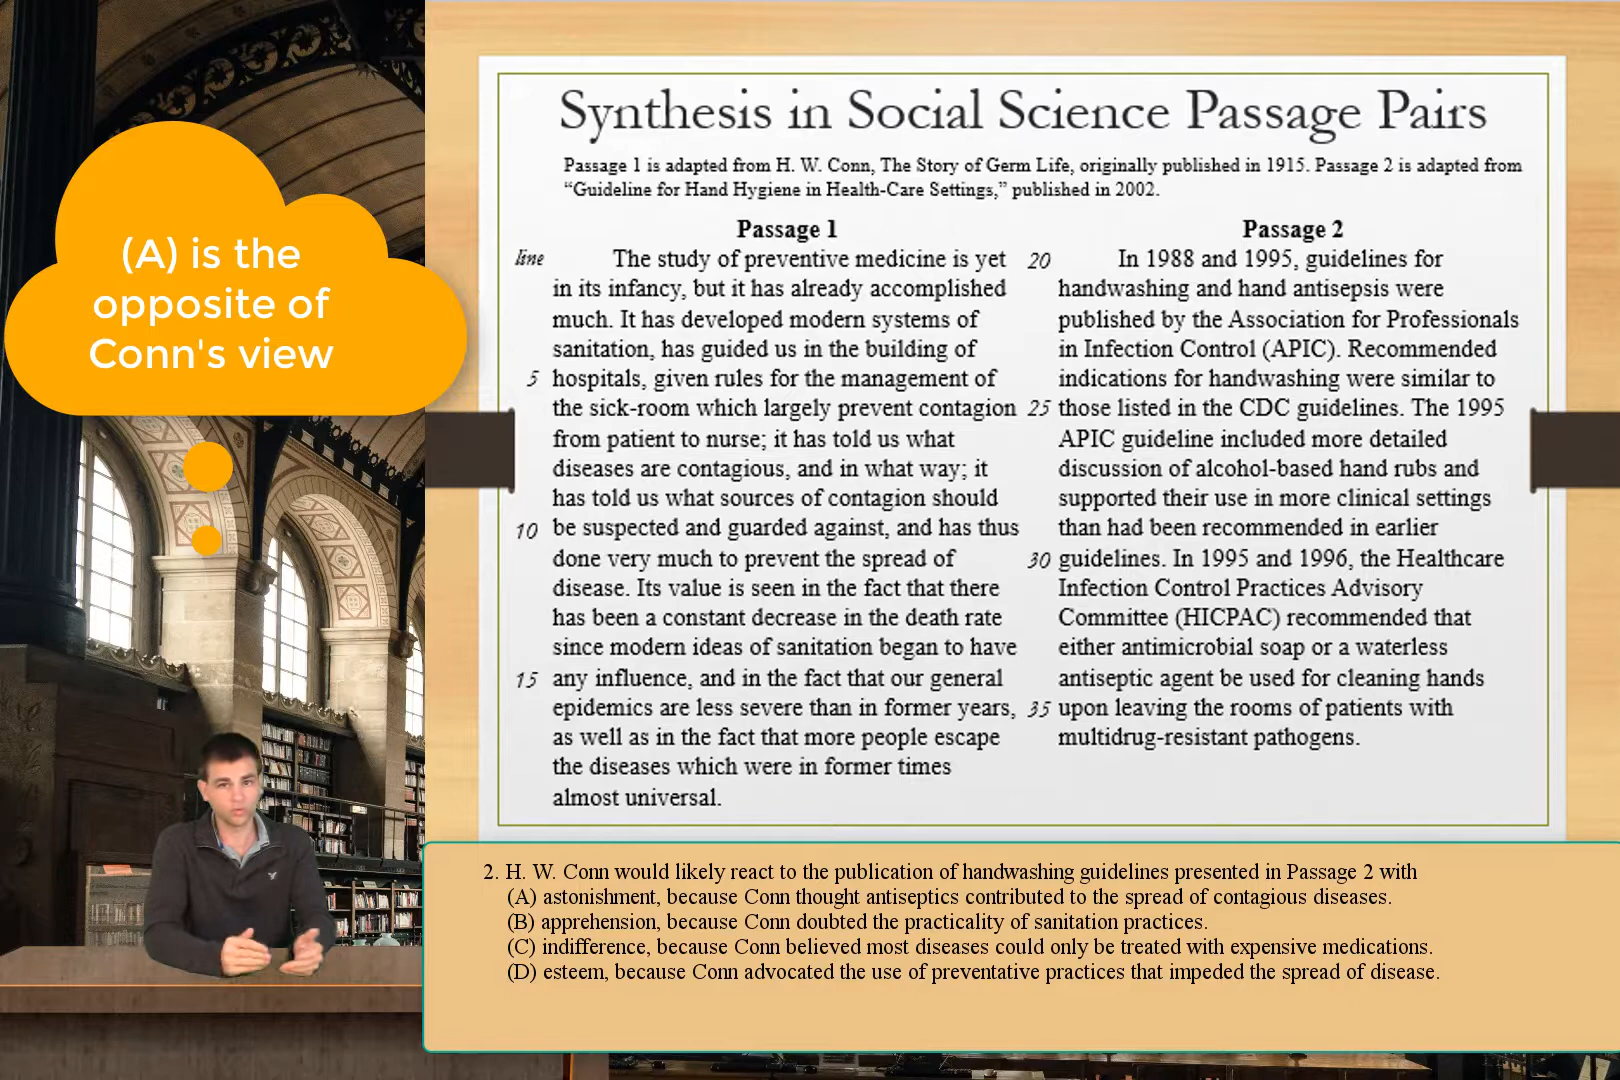 (A) is the
opposite of
Conn's view
Synthesis in Social Science Passage Pairs
Passage 1 is adapted from H. W. Conn, The Story of Germ Life, originally published in 1915. Passage 2 is adapted from
“Guideline for Hand Hygiene in Health-Care Settings,” published in 2002.
Passage 1
line The study of preventive medicine is yet
in its infancy, but it has already accomplished
much. It has developed modern systems of
sanitation, has guided us in the building of
5 hospitals, given rules for the management of
the sick-room which largely prevent contagion
from patient to nurse; it has told us what
diseases are contagious, and in what way; it
has told us what sources of contagion should
10 be suspected and guarded against, and has thus
done very much to prevent the spread of
disease. Its value is seen in the fact that there
has been a constant decrease in the death rate
since modern ideas of sanitation began to have
15 any influence, and in the fact that our general
epidemics are less severe than in former years,
as well as in the fact that more people escape
the diseases which were in former times
almost universal.
Passage 2
20 In 1988 and 1995, guidelines for
handwashing and hand antisepsis were
published by the Association for Professionals
in Infection Control (APIC). Recommended
indications for handwashing were similar to
25 those listed in the CDC guidelines. The 1995
APIC guideline included more detailed
discussion of alcohol-based hand rubs and
supported their use in more clinical settings
than had been recommended in earlier
30 guidelines. In 1995 and 1996, the Healthcare
Infection Control Practices Advisory
Committee (HICPAC) recommended that
either antimicrobial soap or a waterless
antiseptic agent be used for cleaning hands
35 upon leaving the rooms of patients with
multidrug-resistant pathogens.
2. H. W. Conn would likely react to the publication of handwashing guidelines presented in Passage 2 with
(A) astonishment, because Conn thought antiseptics contributed to the spread of contagious diseases.
(B) apprehension, because Conn doubted the practicality of sanitation practices.
(C) indifference, because Conn believed most diseases could only be treated with expensive medications.
(D) esteem, because Conn advocated the use of preventative practices that impeded the spread of disease.